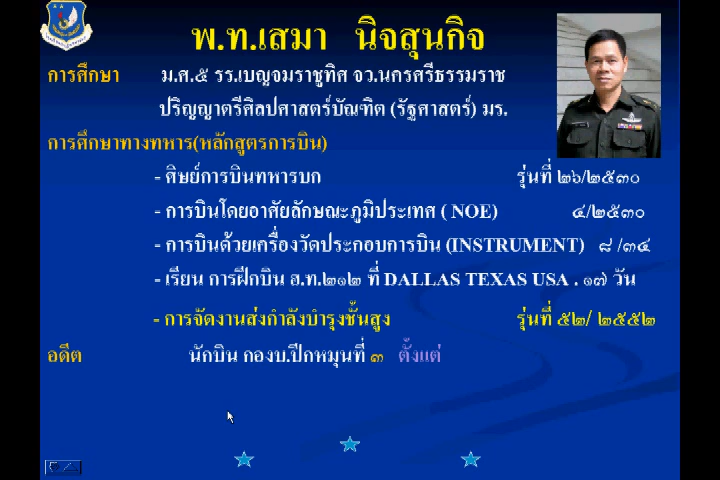 พ.ท.เสมา นิจสุนกิจ
การศึกษา ม.ศ.๕ รร.เบญจมราชูทิศ จว.นครศรีธรรมราช
ปริญญาตรีศิลปศาสตร์บัณฑิต (รัฐศาสตร์) มร.
การศึกษาทางทหาร(หลักสูตรการบิน)
- ศิษย์การบินทหารบก รุ่นที่ ๒๖/๒๕๓๐
- การบินโดยอาศัยลักษณะภูมิประเทศ ( NOE) ๔/๒๕๓๐
- การบินด้วยเครื่องวัดประกอบการบิน (INSTRUMENT) ๘ /๓๔
- เรียน การฝึกบิน ฮ.ท.๒๑๒ ที่ DALLAS TEXAS USA . ๑๗ วัน
- การจัดงานส่งกำลังบำรุงชั้นสูง รุ่นที่ ๕๒/ ๒๕๕๒
อดีต นักบิน กองบ.ปีกหมุนที่ ๓ ตั้งแต่